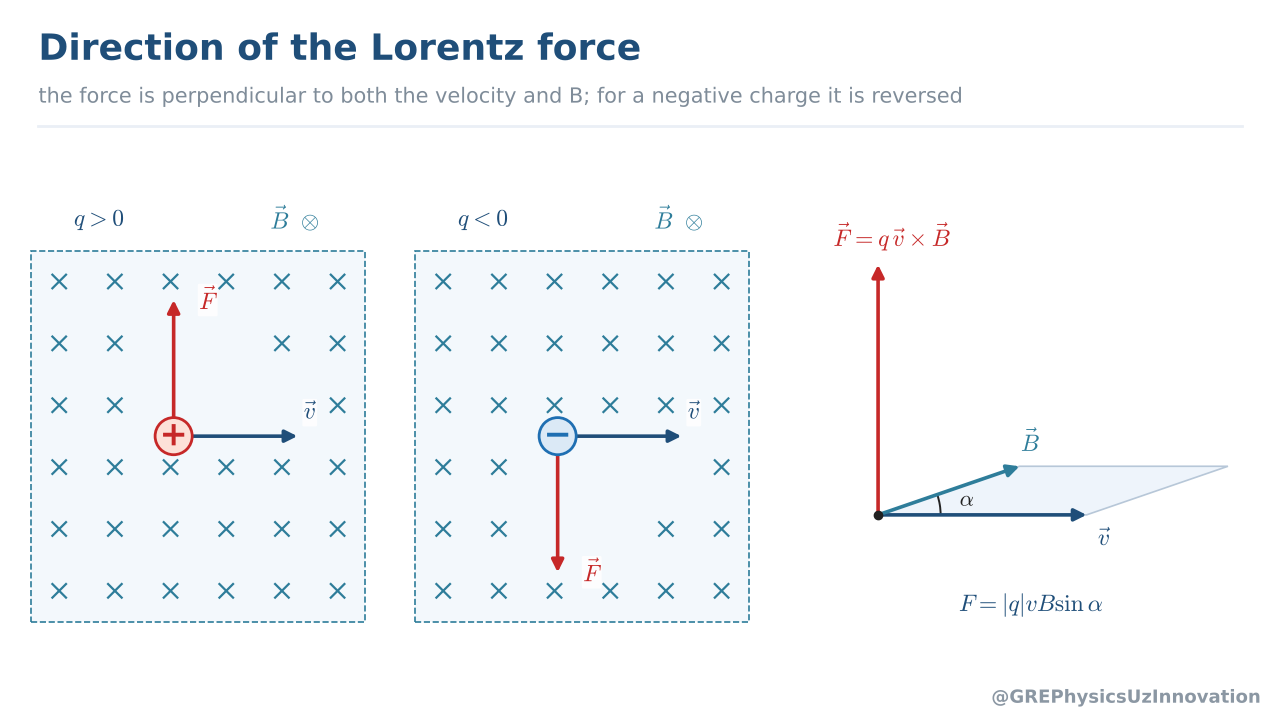 Direction of the Lorentz force
the force is perpendicular to both the velocity and B; for a negative charge it is reversed
q > 0
B⃗ ⊗
q < 0
B⃗ ⊗
F⃗ = q v⃗ × B⃗
F⃗
v⃗
+
v⃗
−
F⃗
B⃗
α
v⃗
F = |q|vB sin α
@GREPhysicsUzInnovation